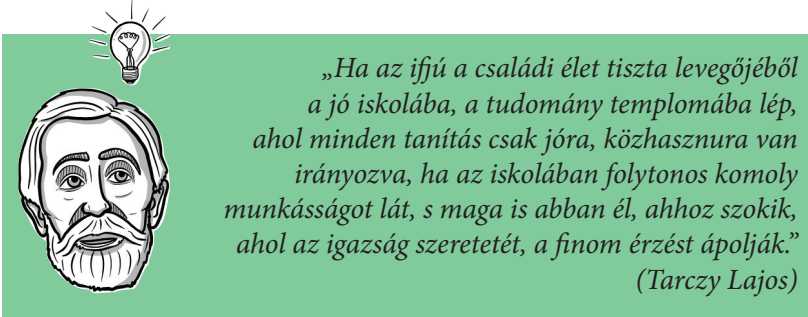 „Ha az ifjú a családi élet tiszta levegőjéből
a jó iskolába, a tudomány templomába lép,
ahol minden tanítás csak jóra, közhasznura van
irányozva, ha az iskolában folytonos komoly
munkásságot lát, s maga is abban él, ahhoz szokik,
ahol az igazság szeretetét, a finom érzést ápolják.”
(Tarczy Lajos)